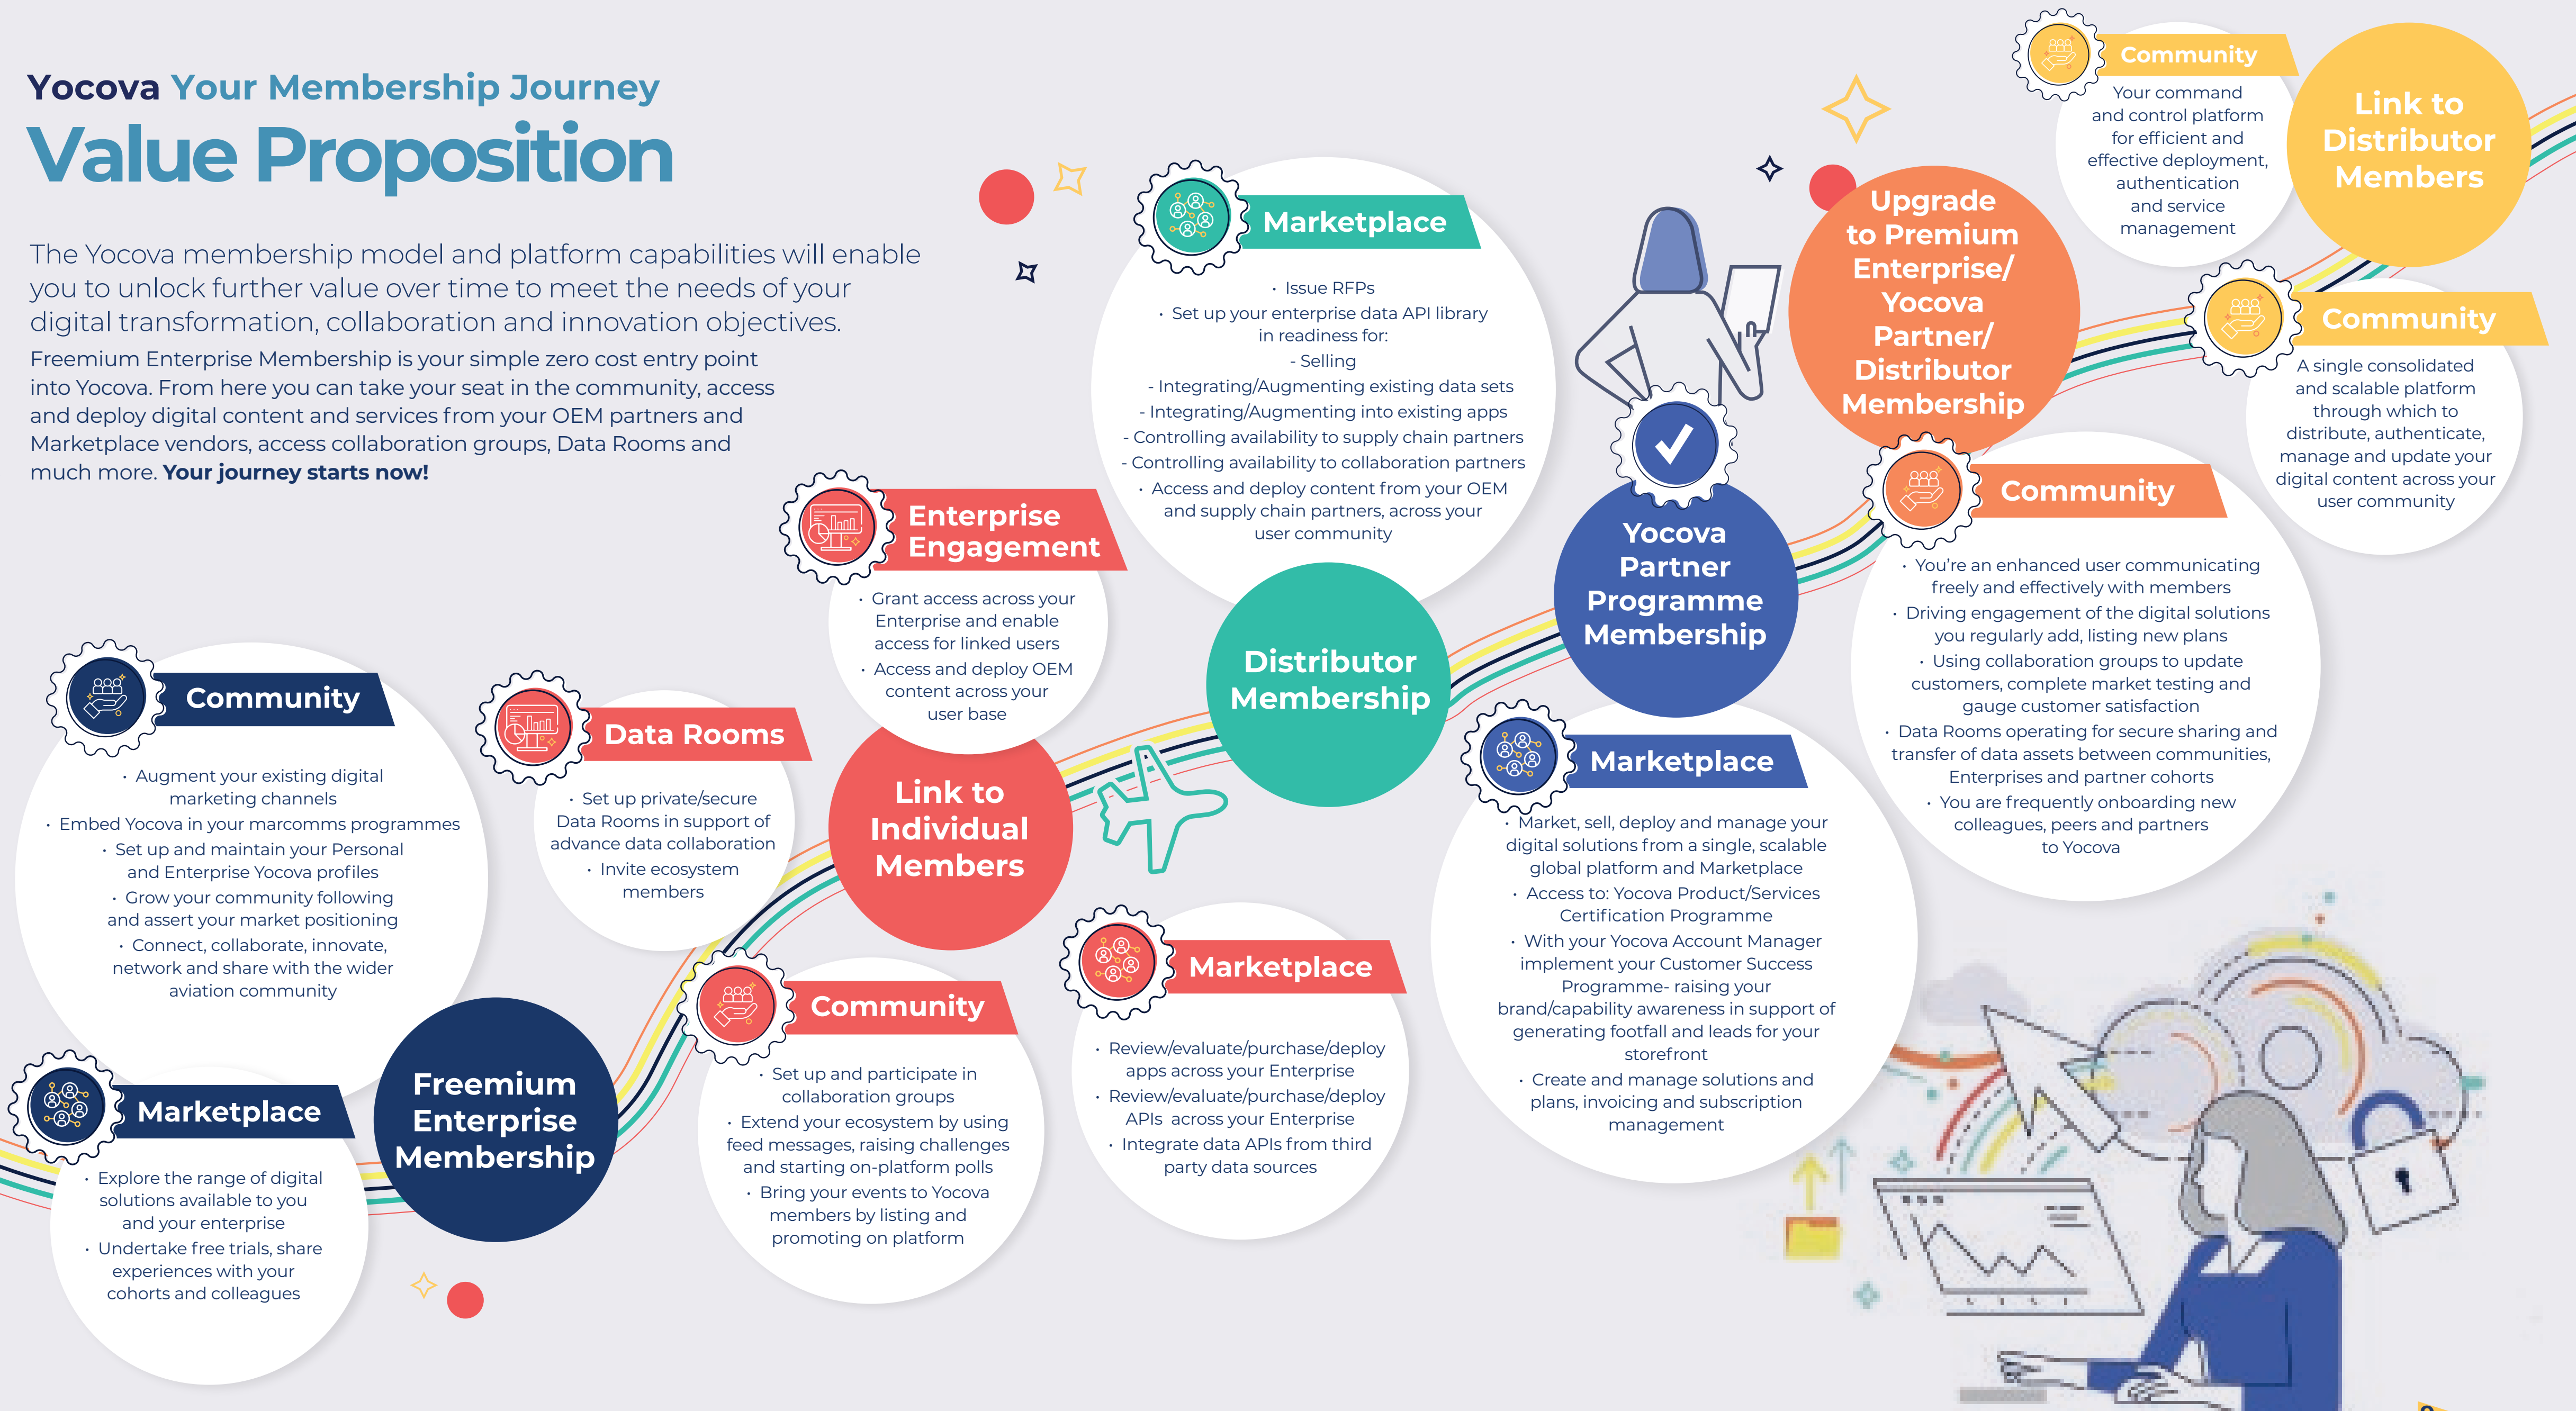 Yocova Your Membership Journey
Value Proposition
The Yocova membership model and platform capabilities will enable
you to unlock further value over time to meet the needs of your
digital transformation, collaboration and innovation objectives.
Freemium Enterprise Membership is your simple zero cost entry point
into Yocova. From here you can take your seat in the community, access
and deploy digital content and services from your OEM partners and
Marketplace vendors, access collaboration groups, Data Rooms and
much more. Your journey starts now!
Community
• Augment your existing digital
marketing channels
• Embed Yocova in your marcomms programmes
• Set up and maintain your Personal
and Enterprise Yocova profiles
• Grow your community following
and assert your market positioning
• Connect, collaborate, innovate,
network and share with the wider
aviation community
Marketplace
• Explore the range of digital
solutions available to you
and your enterprise
• Undertake free trials, share
experiences with your
cohorts and colleagues
Freemium
Enterprise
Membership
Data Rooms
• Set up private/secure
Data Rooms in support of
advance data collaboration
• Invite ecosystem
members
Enterprise
Engagement
• Grant access across your
Enterprise and enable
access for linked users
• Access and deploy OEM
content across your
user base
Link to
Individual
Members
Community
• Set up and participate in
collaboration groups
• Extend your ecosystem by using
feed messages, raising challenges
and starting on-platform polls
• Bring your events to Yocova
members by listing and
promoting on platform
Marketplace
• Review/evaluate/purchase/deploy
apps across your Enterprise
• Review/evaluate/purchase/deploy
APIs across your Enterprise
• Integrate data APIs from third
party data sources
Marketplace
• Issue RFPs
• Set up your enterprise data API library
in readiness for:
- Selling
- Integrating/Augmenting existing data sets
- Integrating/Augmenting into existing apps
- Controlling availability to supply chain partners
- Controlling availability to collaboration partners
• Access and deploy content from your OEM
and supply chain partners, across your
user community
Distributor
Membership
Yocova
Partner
Programme
Membership
Marketplace
• Market, sell, deploy and manage your
digital solutions from a single, scalable
global platform and Marketplace
• Access to: Yocova Product/Services
Certification Programme
• With your Yocova Account Manager
implement your Customer Success
Programme- raising your
brand/capability awareness in support of
generating footfall and leads for your
storefront
• Create and manage solutions and
plans, invoicing and subscription
management
Upgrade
to Premium
Enterprise/
Yocova
Partner/
Distributor
Membership
Community
• You’re an enhanced user communicating
freely and effectively with members
• Driving engagement of the digital solutions
you regularly add, listing new plans
• Using collaboration groups to update
customers, complete market testing and
gauge customer satisfaction
• Data Rooms operating for secure sharing and
transfer of data assets between communities,
Enterprises and partner cohorts
• You are frequently onboarding new
colleagues, peers and partners
to Yocova
Community
Your command
and control platform
for efficient and
effective deployment,
authentication
and service
management
Link to
Distributor
Members
Community
A single consolidated
and scalable platform
through which to
distribute, authenticate,
manage and update your
digital content across your
user community